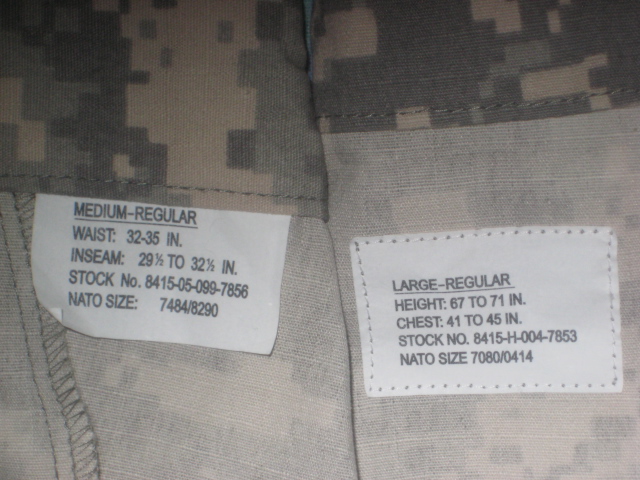 MEDIUM-REGULAR
WAIST: 32-35 IN.
INSEAM: 29½ TO 32½ IN.
STOCK No. 8415-05-099-7856
NATO SIZE: 7484/8290
LARGE-REGULAR
HEIGHT: 67 TO 71 IN.
CHEST: 41 TO 45 IN.
STOCK NO. 8415-H-004-7853
NATO SIZE 7080/0414